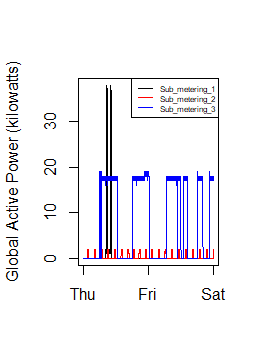 Global Active Power (kilowatts)
30
20
10
0
Sub_metering_1
Sub_metering_2
Sub_metering_3
Thu Fri Sat